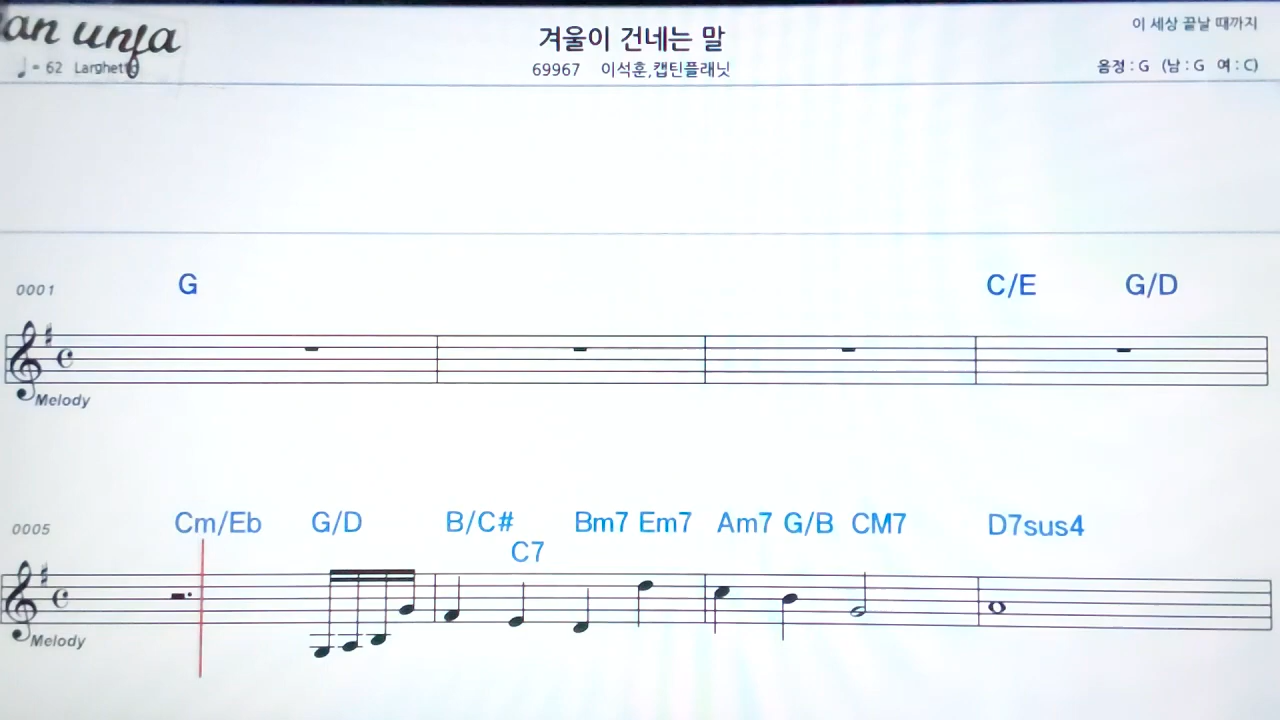 an unfa
겨울이 건네는 말
이 세상 끝날 때까지
♩= 62 Larghetto
69967 이석훈,캡틴플래닛
음정 : G (남 : G 여 : C)
0001 G C/E G/D
Melody
0005 Cm/Eb G/D B/C# Bm7 Em7 Am7 G/B CM7 D7sus4
C7
Melody